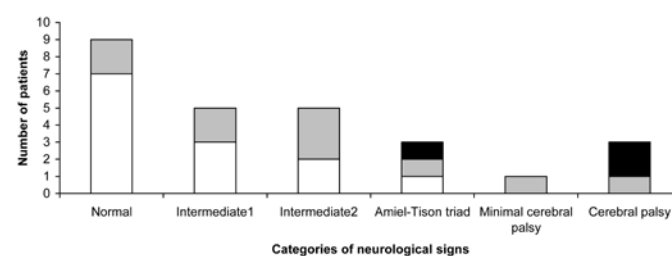 Number of patients
10
9
8
7
6
5
4
3
2
1
0
Normal
Intermediate1
Intermediate2
Amiel-Tison triad
Minimal cerebral
palsy
Cerebral palsy
Categories of neurological signs